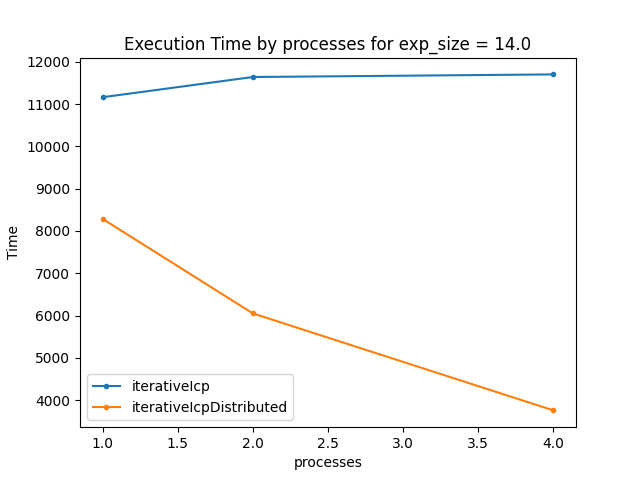 Execution Time by processes for exp_size = 14.0
12000
11000
10000
9000
8000
7000
6000
5000
4000
Time
iterativeIcp
iterativeIcpDistributed
1.0 1.5 2.0 2.5 3.0 3.5 4.0
processes